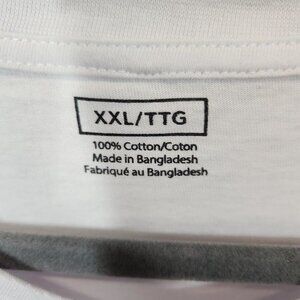 XXL/TTG
100% Cotton/Coton
Made in Bangladesh
Fabriqué au Bangladesh